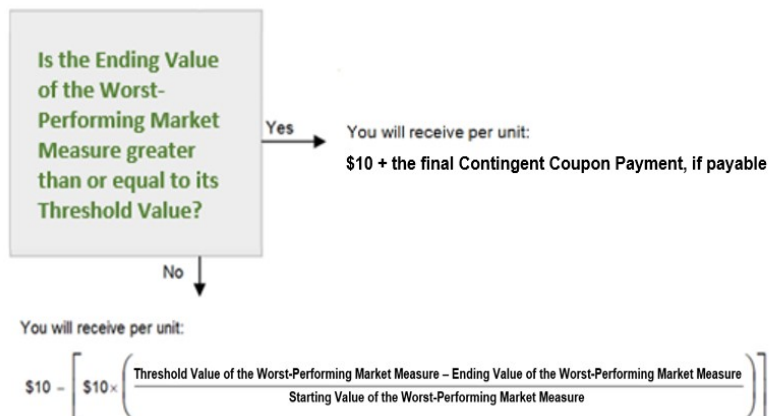 Is the Ending Value
of the Worst-
Performing Market
Measure greater
than or equal to its
Threshold Value?
Yes
You will receive per unit:
$10 + the final Contingent Coupon Payment, if payable
No
You will receive per unit:
$10 – [ $10× ( Threshold Value of the Worst-Performing Market Measure – Ending Value of the Worst-Performing Market Measure
Starting Value of the Worst-Performing Market Measure ) ]